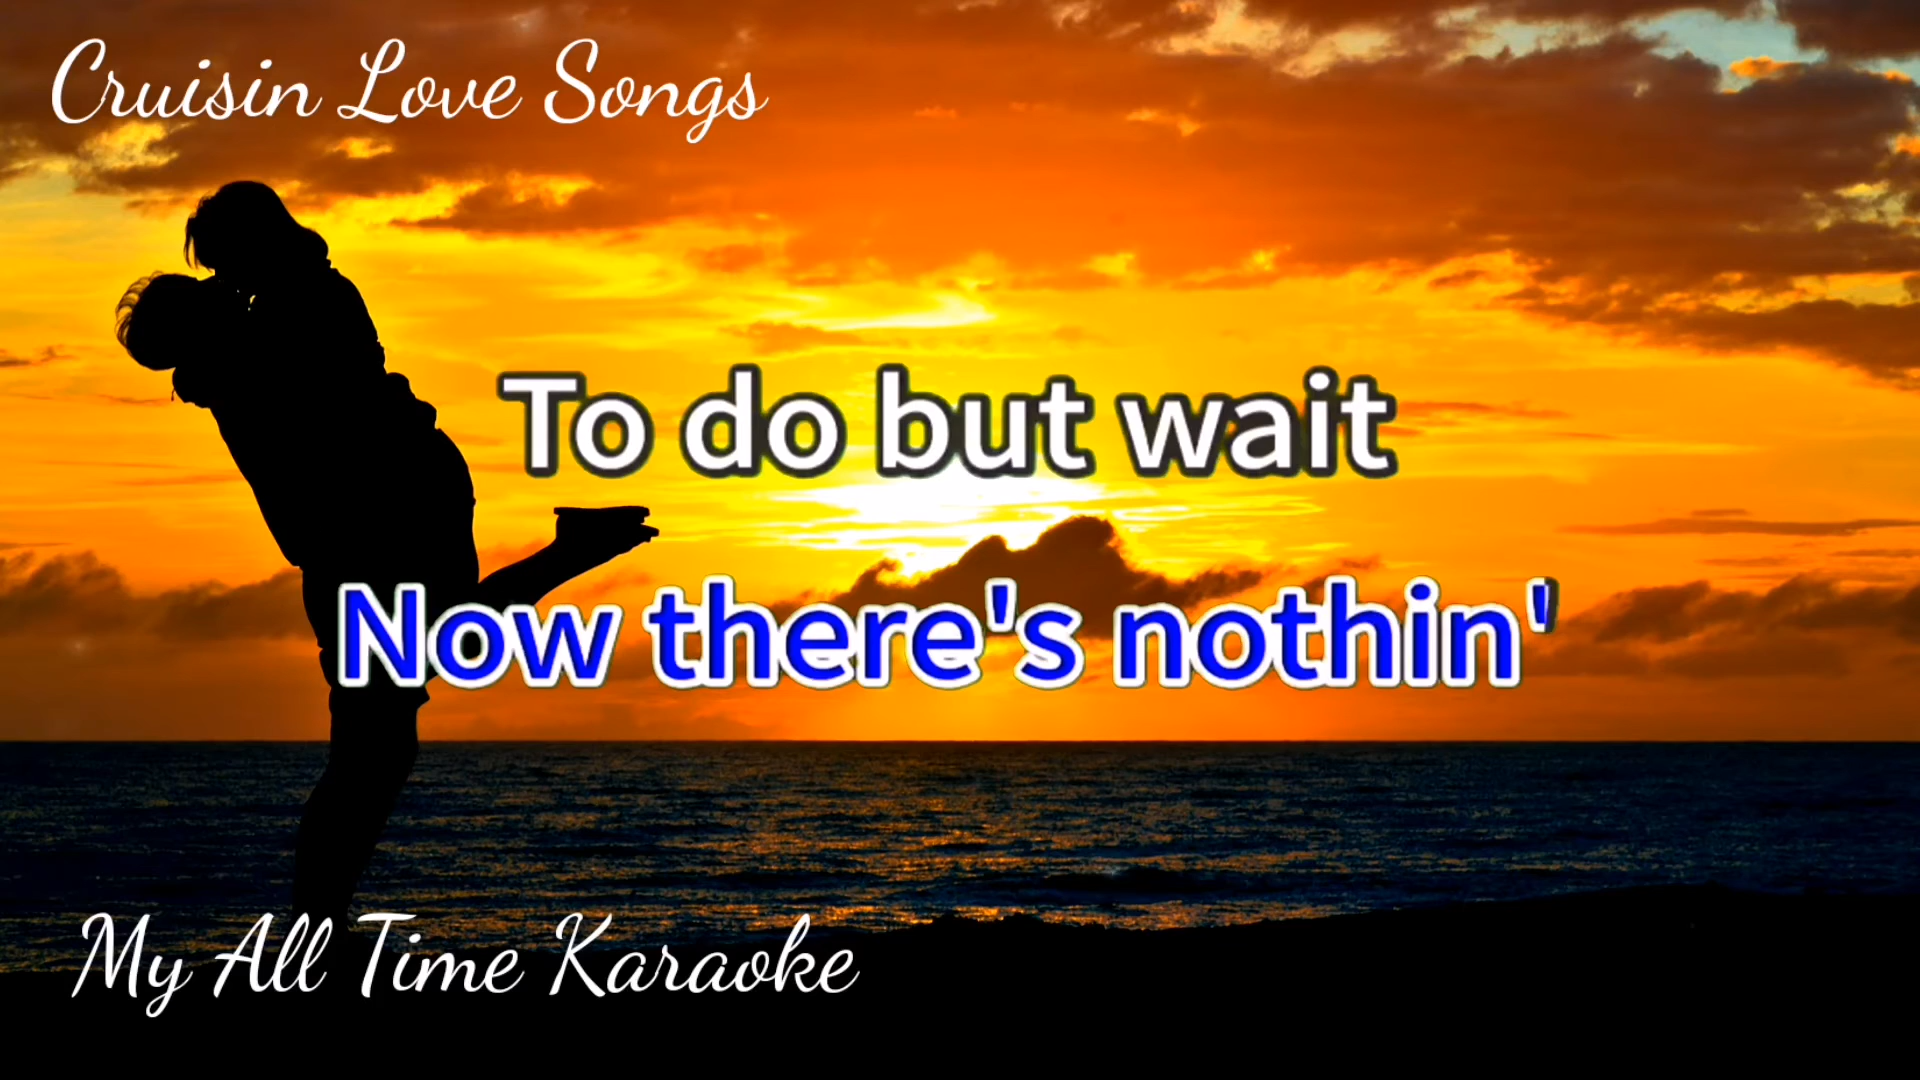 Cruisin Love Songs
To do but wait
Now there's nothin'
My All Time Karaoke